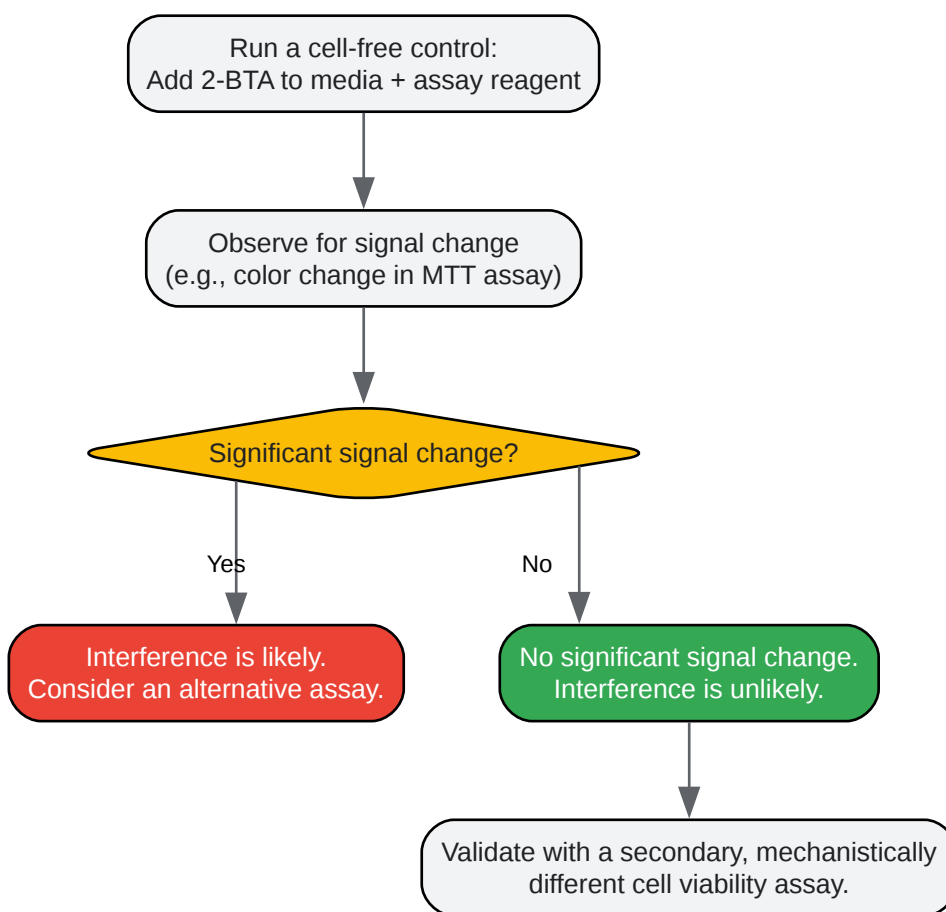 Run a cell-free control:
Add 2-BTA to media + assay reagent
Observe for signal change
(e.g., color change in MTT assay)
Significant signal change?
Yes
No
Interference is likely.
Consider an alternative assay.
No significant signal change.
Interference is unlikely.
Validate with a secondary, mechanistically
different cell viability assay.